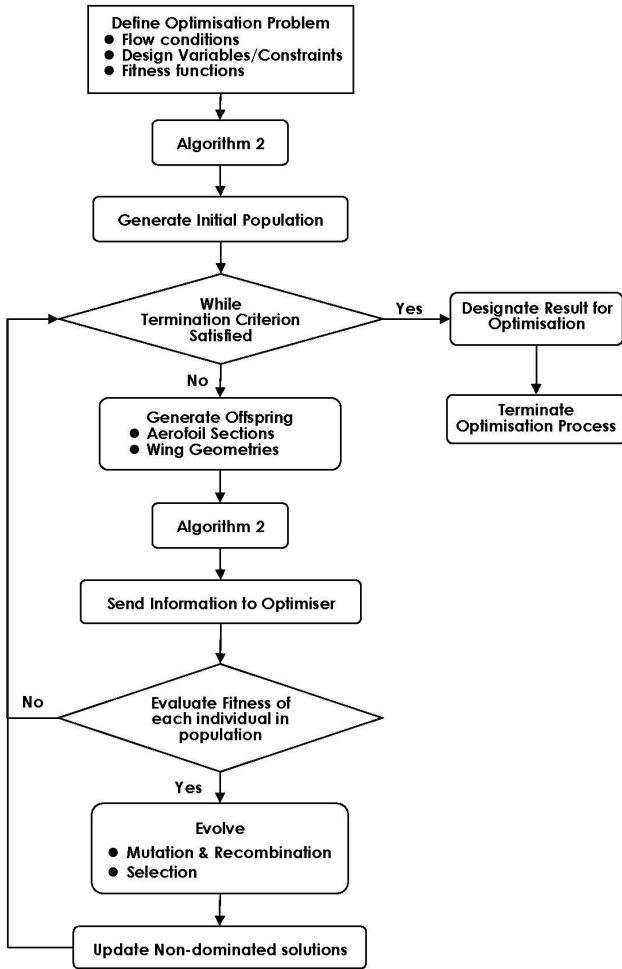 Define Optimisation Problem
● Flow conditions
● Design Variables/Constraints
● Fitness functions
Algorithm 2
Generate Initial Population
While
Termination Criterion
Satisfied
Yes
Designate Result for
Optimisation
Terminate
Optimisation Process
No
Generate Offspring
● Aerofoil Sections
● Wing Geometries
Algorithm 2
Send Information to Optimiser
No
Evaluate Fitness of
each individual in
population
Yes
Evolve
● Mutation & Recombination
● Selection
Update Non-dominated solutions